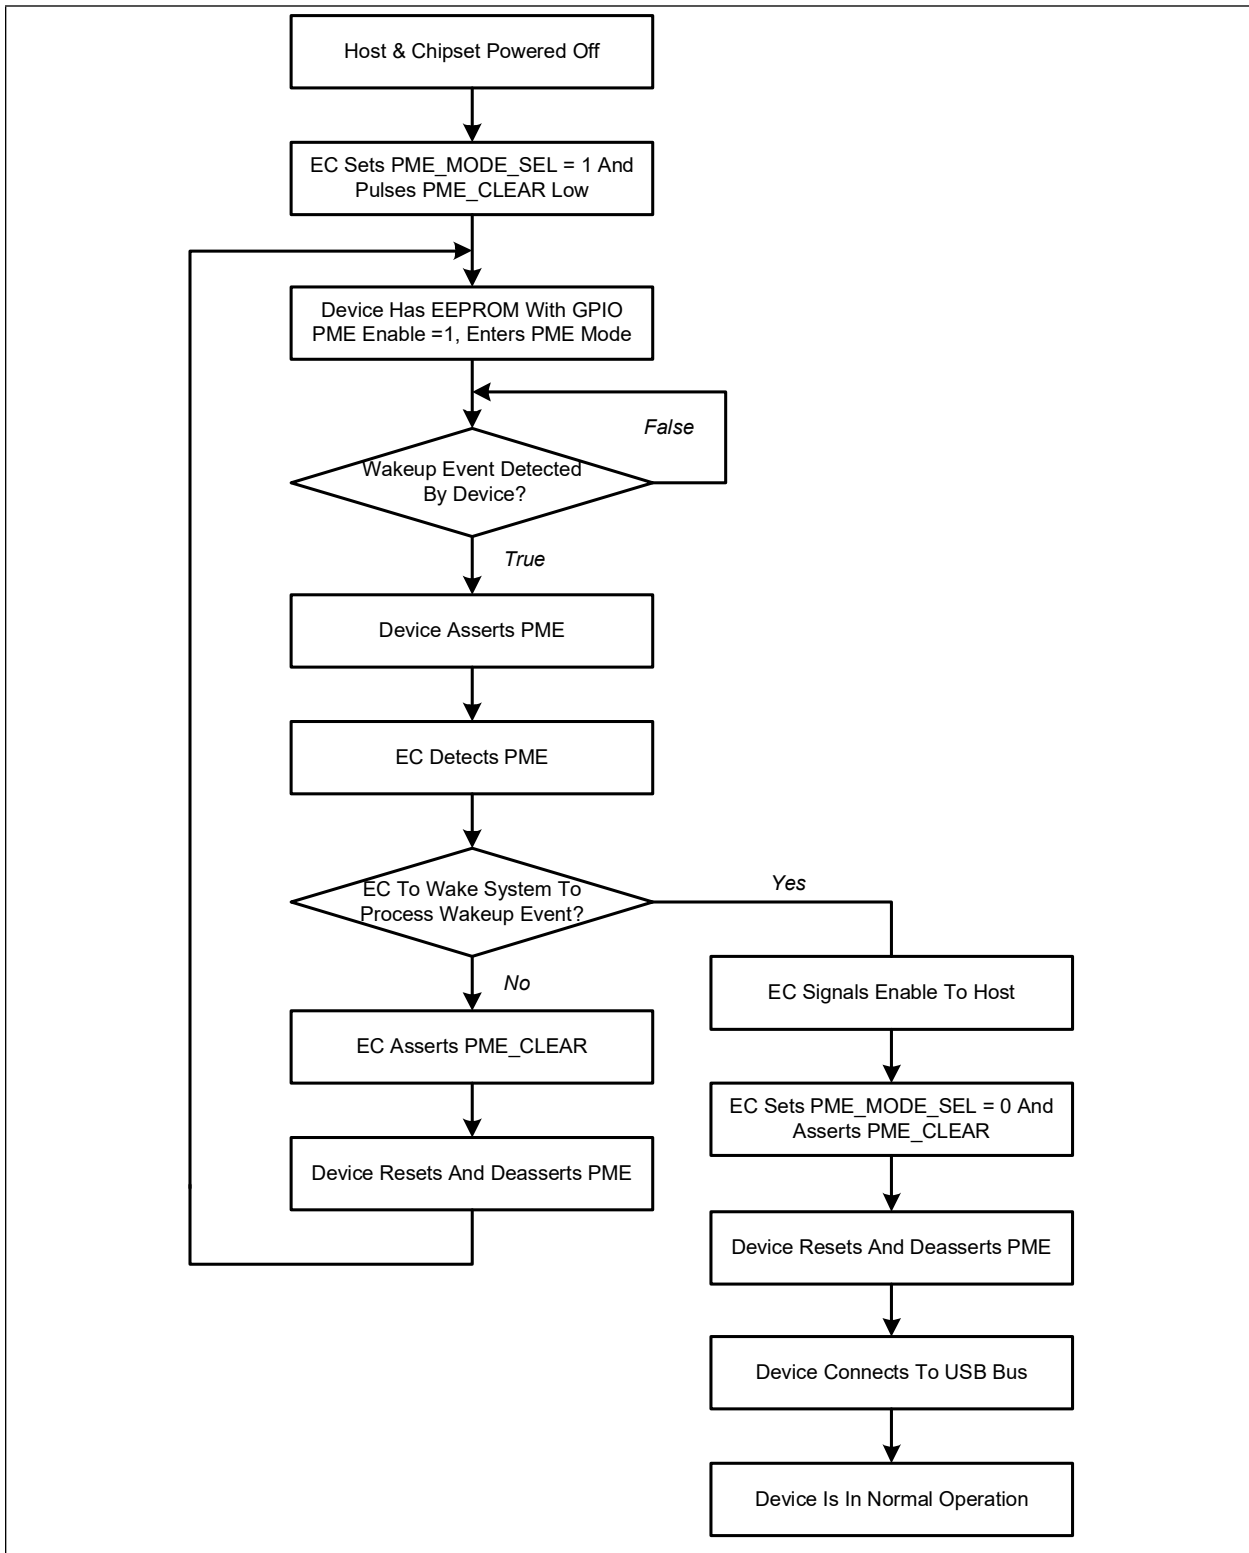 Host & Chipset Powered Off
EC Sets PME_MODE_SEL = 1 And
Pulses PME_CLEAR Low
Device Has EEPROM With GPIO
PME Enable =1, Enters PME Mode
False
Wakeup Event Detected
By Device?
True
Device Asserts PME
EC Detects PME
EC To Wake System To
Process Wakeup Event?
Yes
No
EC Signals Enable To Host
EC Asserts PME_CLEAR
EC Sets PME_MODE_SEL = 0 And
Asserts PME_CLEAR
Device Resets And Deasserts PME
Device Resets And Deasserts PME
Device Connects To USB Bus
Device Is In Normal Operation